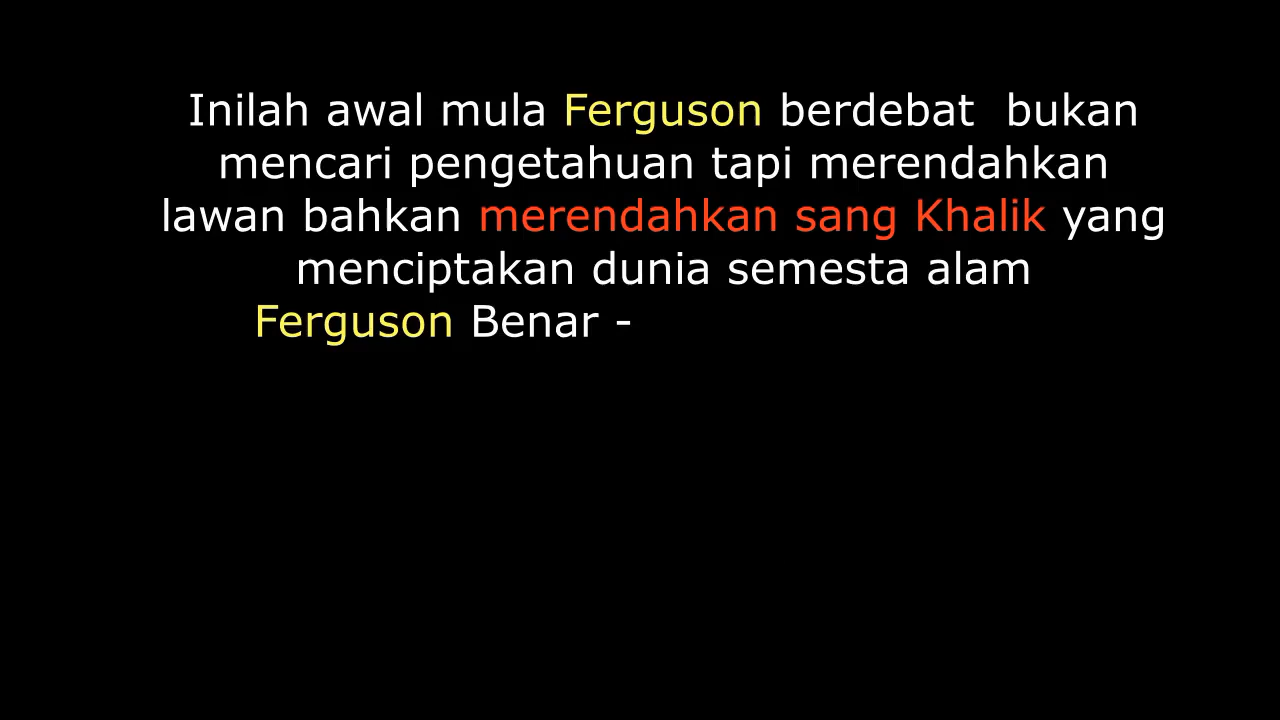 Inilah awal mula Ferguson berdebat  bukan
mencari pengetahuan tapi merendahkan
lawan bahkan merendahkan sang Khalik yang
menciptakan dunia semesta alam
Ferguson Benar -